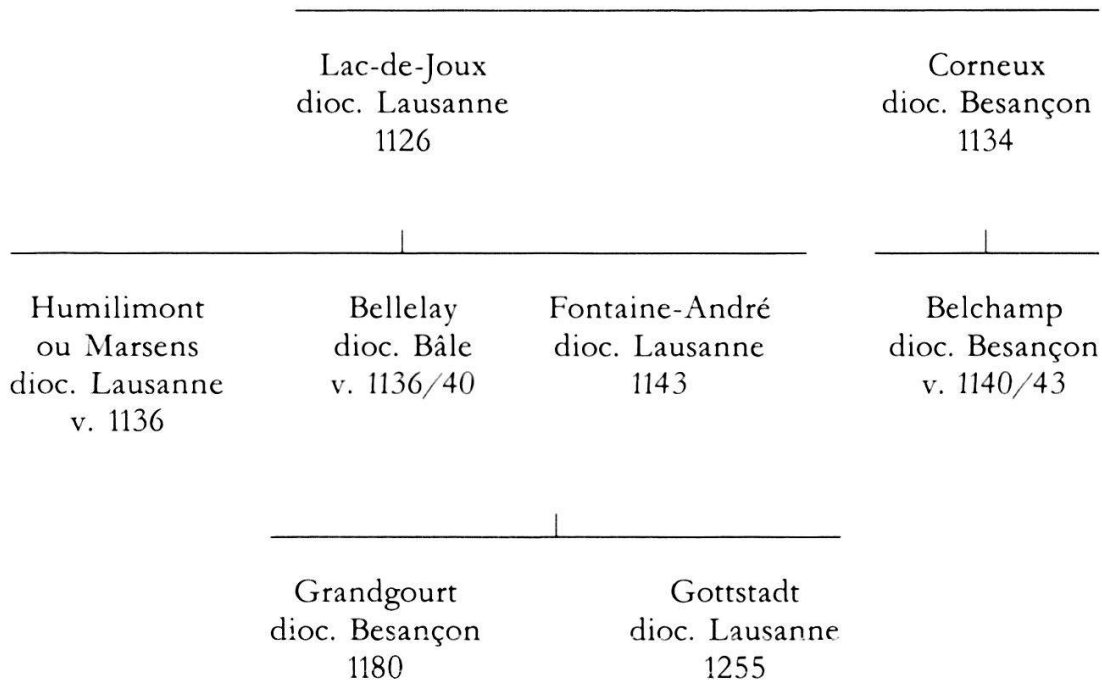 Lac-de-Joux
dioc. Lausanne
1126
Corneux
dioc. Besançon
1134
Humilimont
ou Marsens
dioc. Lausanne
v. 1136
Bellelay
dioc. Bâle
v. 1136/40
Fontaine-André
dioc. Lausanne
1143
Belchamp
dioc. Besançon
v. 1140/43
Grandgourt
dioc. Besançon
1180
Gottstadt
dioc. Lausanne
1255